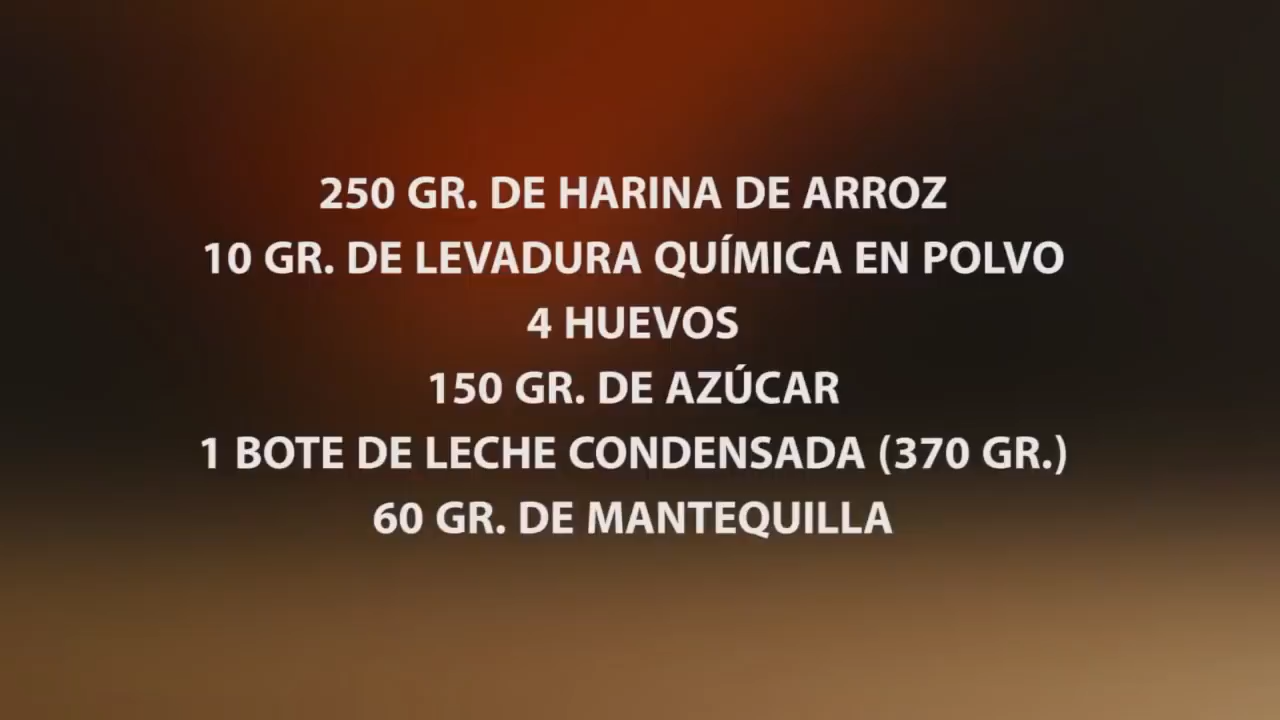 250 GR. DE HARINA DE ARROZ
10 GR. DE LEVADURA QUÍMICA EN POLVO
4 HUEVOS
150 GR. DE AZÚCAR
1 BOTE DE LECHE CONDENSADA (370 GR.)
60 GR. DE MANTEQUILLA